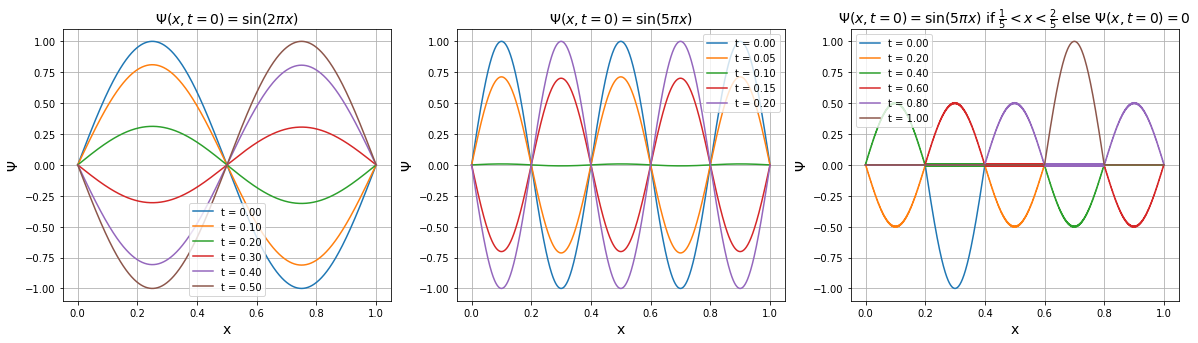 Ψ(x, t = 0) = sin(2πx)
1.00
0.75
0.50
0.25
0.00
−0.25
−0.50
−0.75
−1.00
Ψ
t = 0.00
t = 0.10
t = 0.20
t = 0.30
t = 0.40
t = 0.50
0.0 0.2 0.4 0.6 0.8 1.0
x
Ψ(x, t = 0) = sin(5πx)
1.00
0.75
0.50
0.25
0.00
−0.25
−0.50
−0.75
−1.00
Ψ
t = 0.00
t = 0.05
t = 0.10
t = 0.15
t = 0.20
0.0 0.2 0.4 0.6 0.8 1.0
x
Ψ(x, t = 0) = sin(5πx) if 1/5 < x < 2/5 else Ψ(x, t = 0) = 0
1.00
0.75
0.50
0.25
0.00
−0.25
−0.50
−0.75
−1.00
Ψ
t = 0.00
t = 0.20
t = 0.40
t = 0.60
t = 0.80
t = 1.00
0.0 0.2 0.4 0.6 0.8 1.0
x